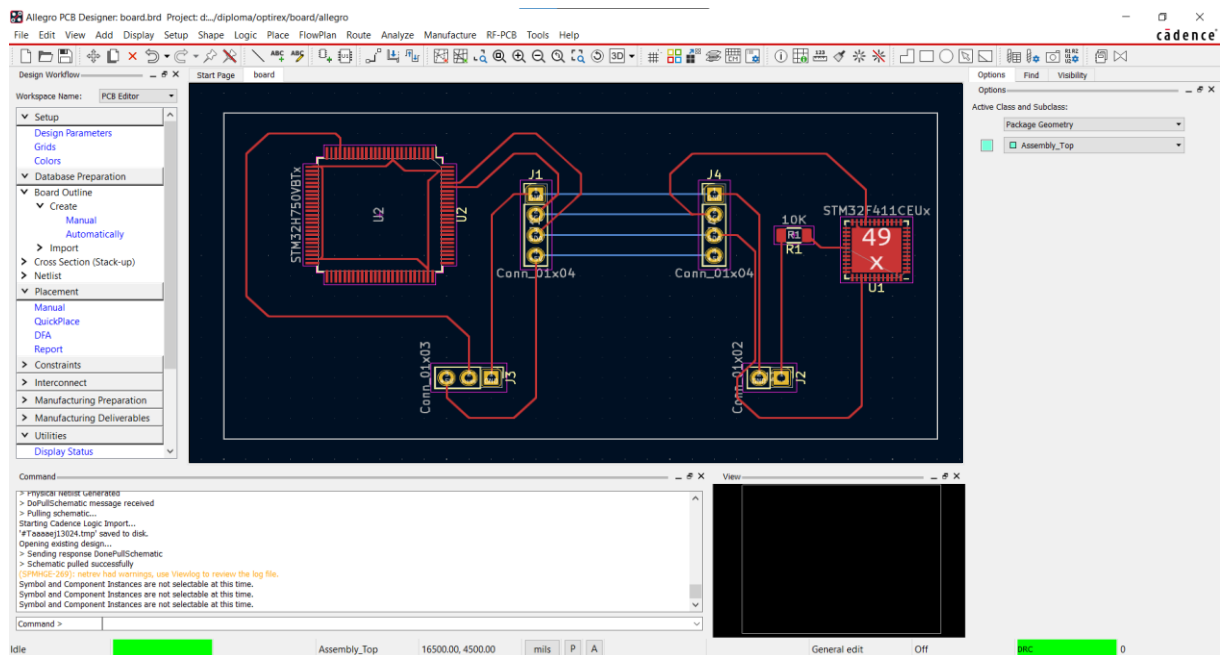 Allegro PCB Designer: board.brd Project: d:../diploma/optirex/board/allegro
File Edit View Add Display Setup Shape Logic Place FlowPlan Route Analyze Manufacture RF-PCB Tools Help
cādence
Design Workflow
Start Page board
Options Find Visibility
Workspace Name: PCB Editor
Options
Setup
Design Parameters
Grids
Colors
Database Preparation
Board Outline
Create
Manual
Automatically
Import
Cross Section (Stack-up)
Netlist
Placement
Manual
QuickPlace
DFA
Report
Constraints
Interconnect
Manufacturing Preparation
Manufacturing Deliverables
Utilities
Display Status
Active Class and Subclass:
Package Geometry
Assembly_Top
STM32H750VBTx
U2
U2
J1
Conn_01x04
J4
Conn_01x04
10K
R1
R1
STM32F411CEUx
49
x
U1
Conn_01x03
J3
Conn_01x02
J2
Command
> Physical Netlist Generated
> DoPullSchematic message received
> Pulling schematic...
Starting Cadence Logic Import...
'#Taaaaej13024.tmp' saved to disk.
Opening existing design...
> Sending response DonePullSchematic
> Schematic pulled successfully
(SPMHGE-269): netrev had warnings, use Viewlog to review the log file.
Symbol and Component Instances are not selectable at this time.
Symbol and Component Instances are not selectable at this time.
Symbol and Component Instances are not selectable at this time.
Command >
View
Idle
Assembly_Top
16500.00, 4500.00
mils P A
General edit
Off
DRC
0